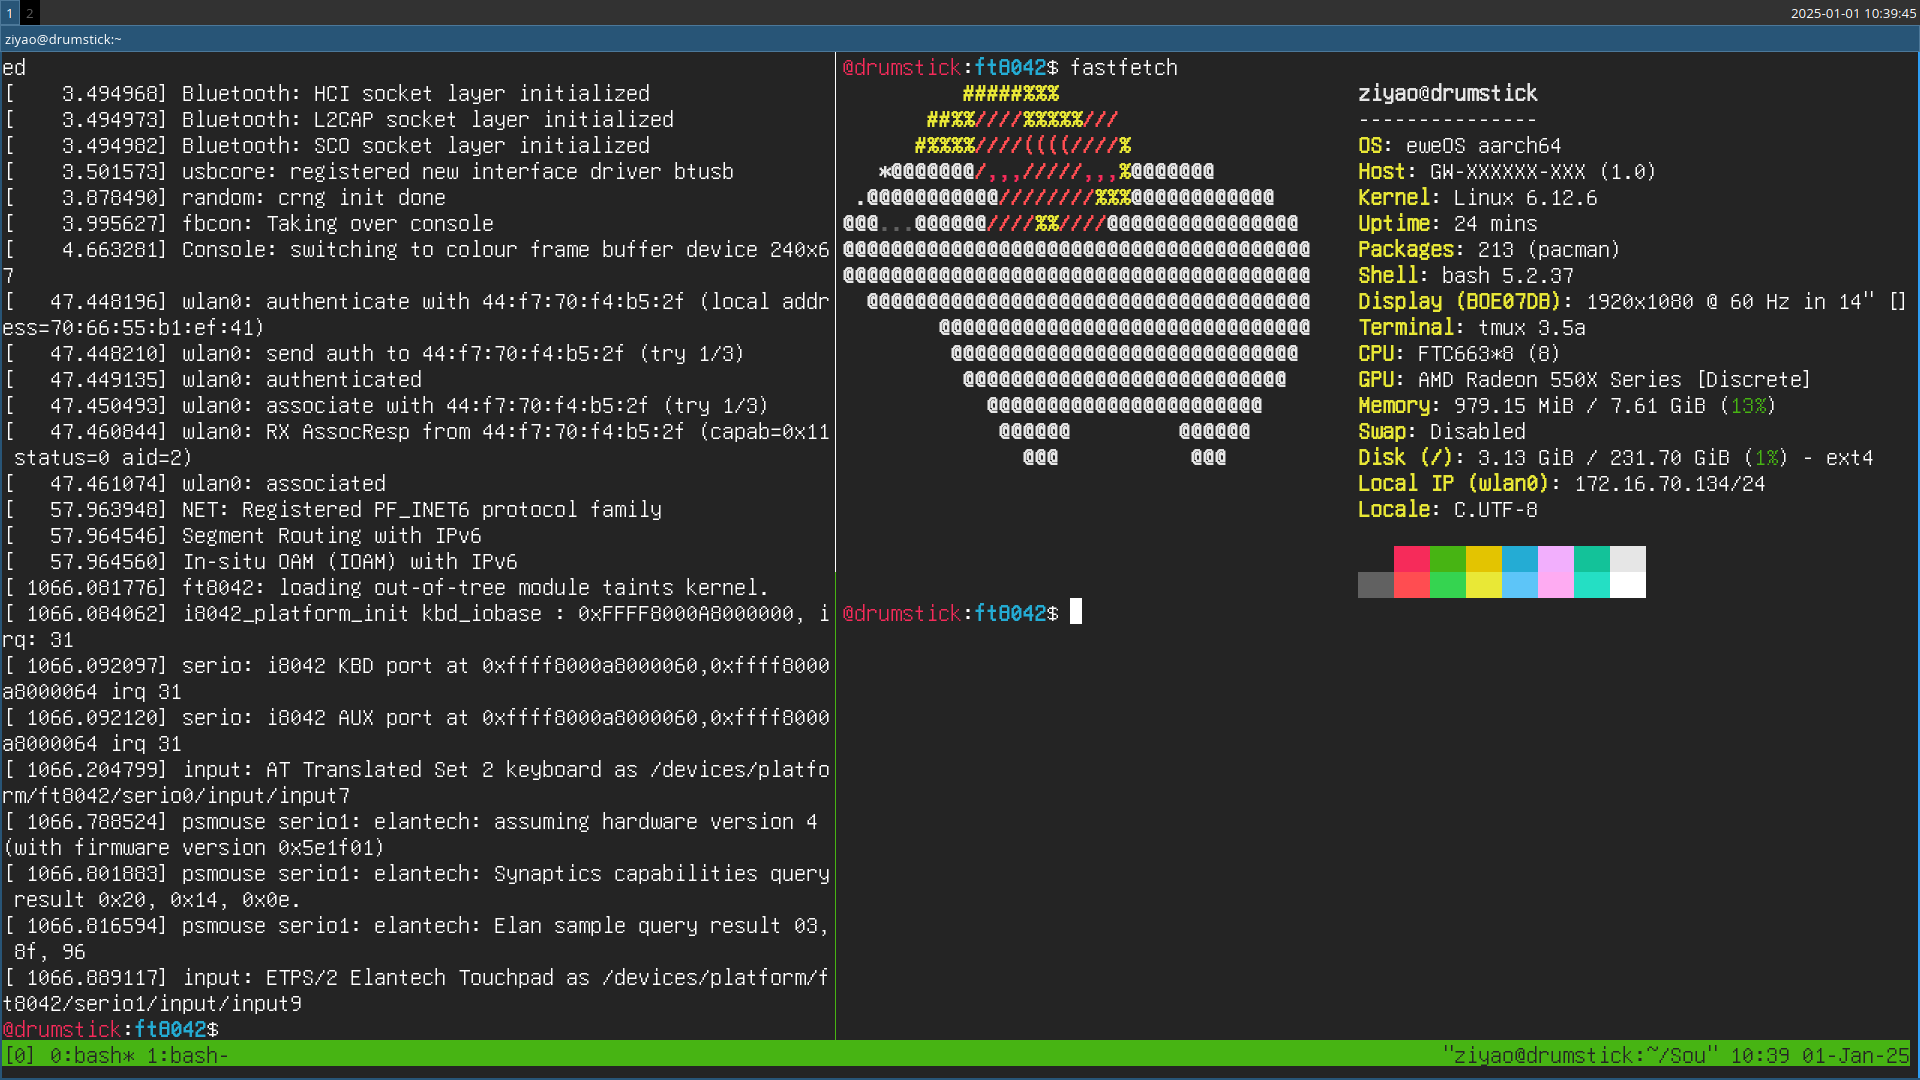 1 2
2025-01-01 10:39:45
ziyao@drumstick:~
ed
[    3.494968] Bluetooth: HCI socket layer initialized
[    3.494973] Bluetooth: L2CAP socket layer initialized
[    3.494982] Bluetooth: SCO socket layer initialized
[    3.501573] usbcore: registered new interface driver btusb
[    3.878490] random: crng init done
[    3.995627] fbcon: Taking over console
[    4.663281] Console: switching to colour frame buffer device 240x6
7
[   47.448196] wlan0: authenticate with 44:f7:70:f4:b5:2f (local addr
ess=70:66:55:b1:ef:41)
[   47.448210] wlan0: send auth to 44:f7:70:f4:b5:2f (try 1/3)
[   47.449135] wlan0: authenticated
[   47.450493] wlan0: associate with 44:f7:70:f4:b5:2f (try 1/3)
[   47.460844] wlan0: RX AssocResp from 44:f7:70:f4:b5:2f (capab=0x11
 status=0 aid=2)
[   47.461074] wlan0: associated
[   57.963948] NET: Registered PF_INET6 protocol family
[   57.964546] Segment Routing with IPv6
[   57.964560] In-situ OAM (IOAM) with IPv6
[ 1066.081776] ft8042: loading out-of-tree module taints kernel.
[ 1066.084062] i8042_platform_init kbd_iobase : 0xFFFF8000A8000000, i
rq: 31
[ 1066.092097] serio: i8042 KBD port at 0xffff8000a8000060,0xffff8000
a8000064 irq 31
[ 1066.092120] serio: i8042 AUX port at 0xffff8000a8000060,0xffff8000
a8000064 irq 31
[ 1066.204799] input: AT Translated Set 2 keyboard as /devices/platfo
rm/ft8042/serio0/input/input7
[ 1066.788524] psmouse serio1: elantech: assuming hardware version 4
(with firmware version 0x5e1f01)
[ 1066.801883] psmouse serio1: elantech: Synaptics capabilities query
 result 0x20, 0x14, 0x0e.
[ 1066.816594] psmouse serio1: elantech: Elan sample query result 03,
 8f, 96
[ 1066.889117] input: ETPS/2 Elantech Touchpad as /devices/platform/f
t8042/serio1/input/input9
@drumstick:ft8042$
@drumstick:ft8042$ fastfetch
          #####%%%
       ##%%////%%%%%///
      #%%%%////((((////%
   *@@@@@@@/,,,/////,,,%@@@@@@@
 .@@@@@@@@@@@////////%%%@@@@@@@@@@@@
@@@...@@@@@@////%%////@@@@@@@@@@@@@@@@
@@@@@@@@@@@@@@@@@@@@@@@@@@@@@@@@@@@@@@@
@@@@@@@@@@@@@@@@@@@@@@@@@@@@@@@@@@@@@@@
  @@@@@@@@@@@@@@@@@@@@@@@@@@@@@@@@@@@@@
        @@@@@@@@@@@@@@@@@@@@@@@@@@@@@@@
         @@@@@@@@@@@@@@@@@@@@@@@@@@@@@
          @@@@@@@@@@@@@@@@@@@@@@@@@@@
            @@@@@@@@@@@@@@@@@@@@@@@
             @@@@@@         @@@@@@
               @@@           @@@
ziyao@drumstick
---------------
OS: eweOS aarch64
Host: GW-XXXXXX-XXX (1.0)
Kernel: Linux 6.12.6
Uptime: 24 mins
Packages: 213 (pacman)
Shell: bash 5.2.37
Display (BOE07DB): 1920x1080 @ 60 Hz in 14" []
Terminal: tmux 3.5a
CPU: FTC663*8 (8)
GPU: AMD Radeon 550X Series [Discrete]
Memory: 979.15 MiB / 7.61 GiB (13%)
Swap: Disabled
Disk (/): 3.13 GiB / 231.70 GiB (1%) - ext4
Local IP (wlan0): 172.16.70.134/24
Locale: C.UTF-8
@drumstick:ft8042$
[0] 0:bash* 1:bash-
"ziyao@drumstick:~/Sou" 10:39 01-Jan-25